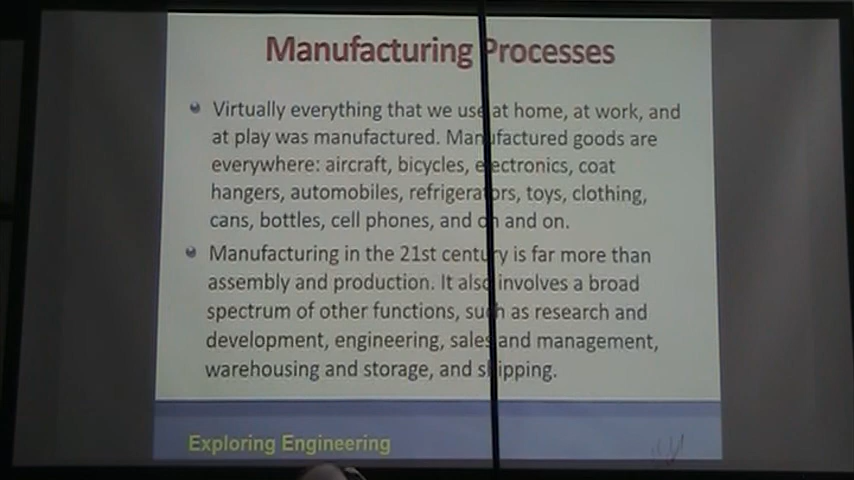 Manufacturing Processes
Virtually everything that we use at home, at work, and
at play was manufactured. Manufactured goods are
everywhere: aircraft, bicycles, electronics, coat
hangers, automobiles, refrigerators, toys, clothing,
cans, bottles, cell phones, and on and on.
Manufacturing in the 21st century is far more than
assembly and production. It also involves a broad
spectrum of other functions, such as research and
development, engineering, sales and management,
warehousing and storage, and shipping.
Exploring Engineering